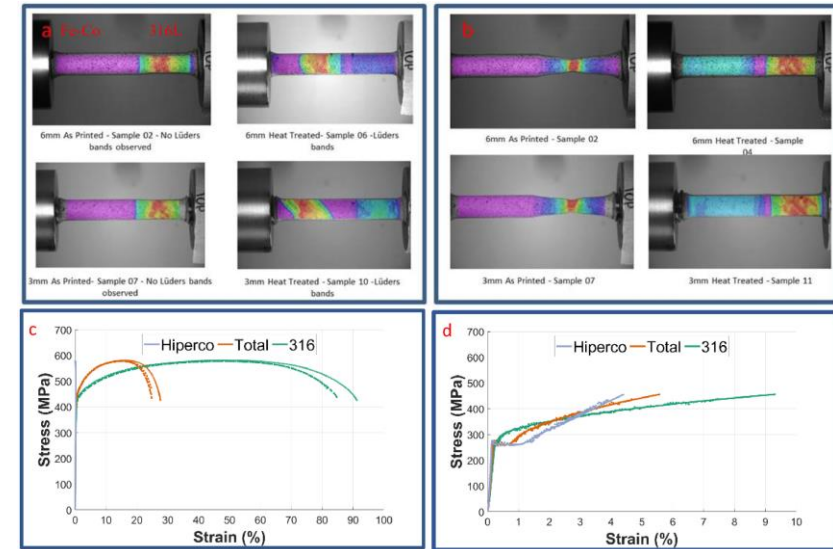 a Fe-Co 316L
6mm As Printed - Sample 02 - No Lüders
bands observed
6mm Heat Treated- Sample 06 -Lüders
bands
3mm As Printed- Sample 07 - No Lüders bands
observed
3mm Heat Treated - Sample 10 -Lüders
bands
b
6mm As Printed - Sample 02
6mm Heat Treated - Sample
04
3mm As Printed - Sample 07
3mm Heat Treated - Sample 11
c
Hiperco Total 316
700
600
500
400
300
200
100
0
Stress (MPa)
0 10 20 30 40 50 60 70 80 90 100
Strain (%)
d
Hiperco Total 316
700
600
500
400
300
200
100
0
Stress (MPa)
0 1 2 3 4 5 6 7 8 9 10
Strain (%)